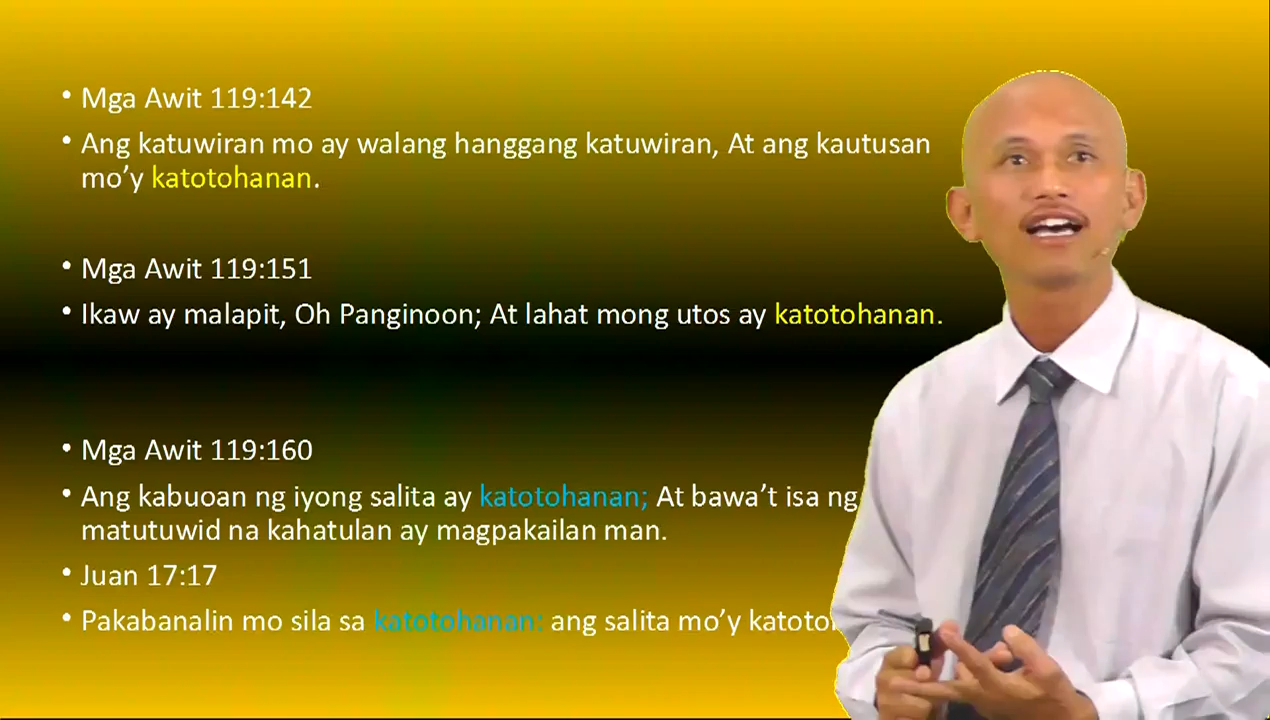 • Mga Awit 119:142
• Ang katuwiran mo ay walang hanggang katuwiran, At ang kautusan
mo’y katotohanan.
• Mga Awit 119:151
• Ikaw ay malapit, Oh Panginoon; At lahat mong utos ay katotohanan.
• Mga Awit 119:160
• Ang kabuoan ng iyong salita ay katotohanan; At bawa’t isa ng
matutuwid na kahatulan ay magpakailan man.
• Juan 17:17
• Pakabanalin mo sila sa katotohanan: ang salita mo’y